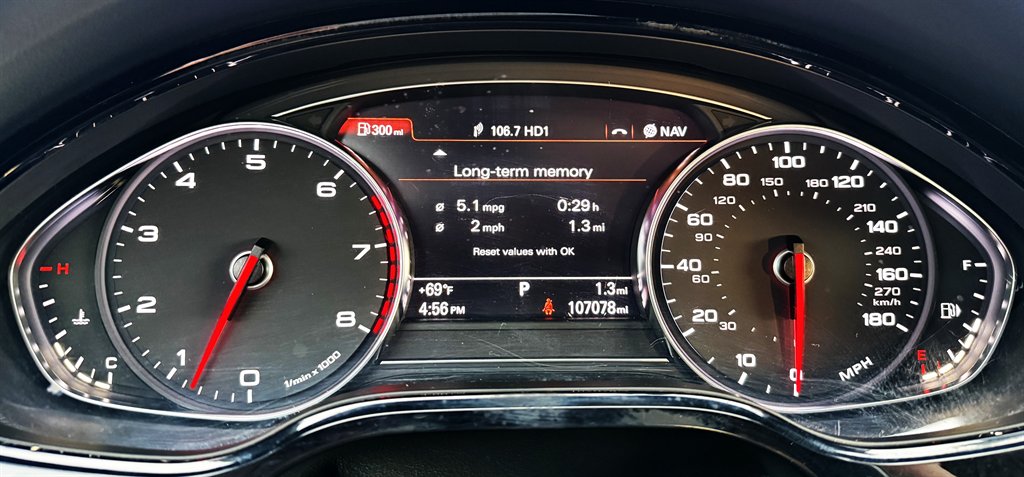 300 mi
106.7 HD1
NAV
Long-term memory
ø 5.1 mpg 0:29 h
ø 2 mph 1.3 mi
Reset values with OK
+69°F P 1.3 mi
4:56 PM 107078 mi
0
1
2
3
4
5
6
7
8
1/min x 1000
H
C
0
10
20
40
60
80
100
120
140
160
180
MPH
30
60
90
120
150
180
210
240
270
km/h
F
E